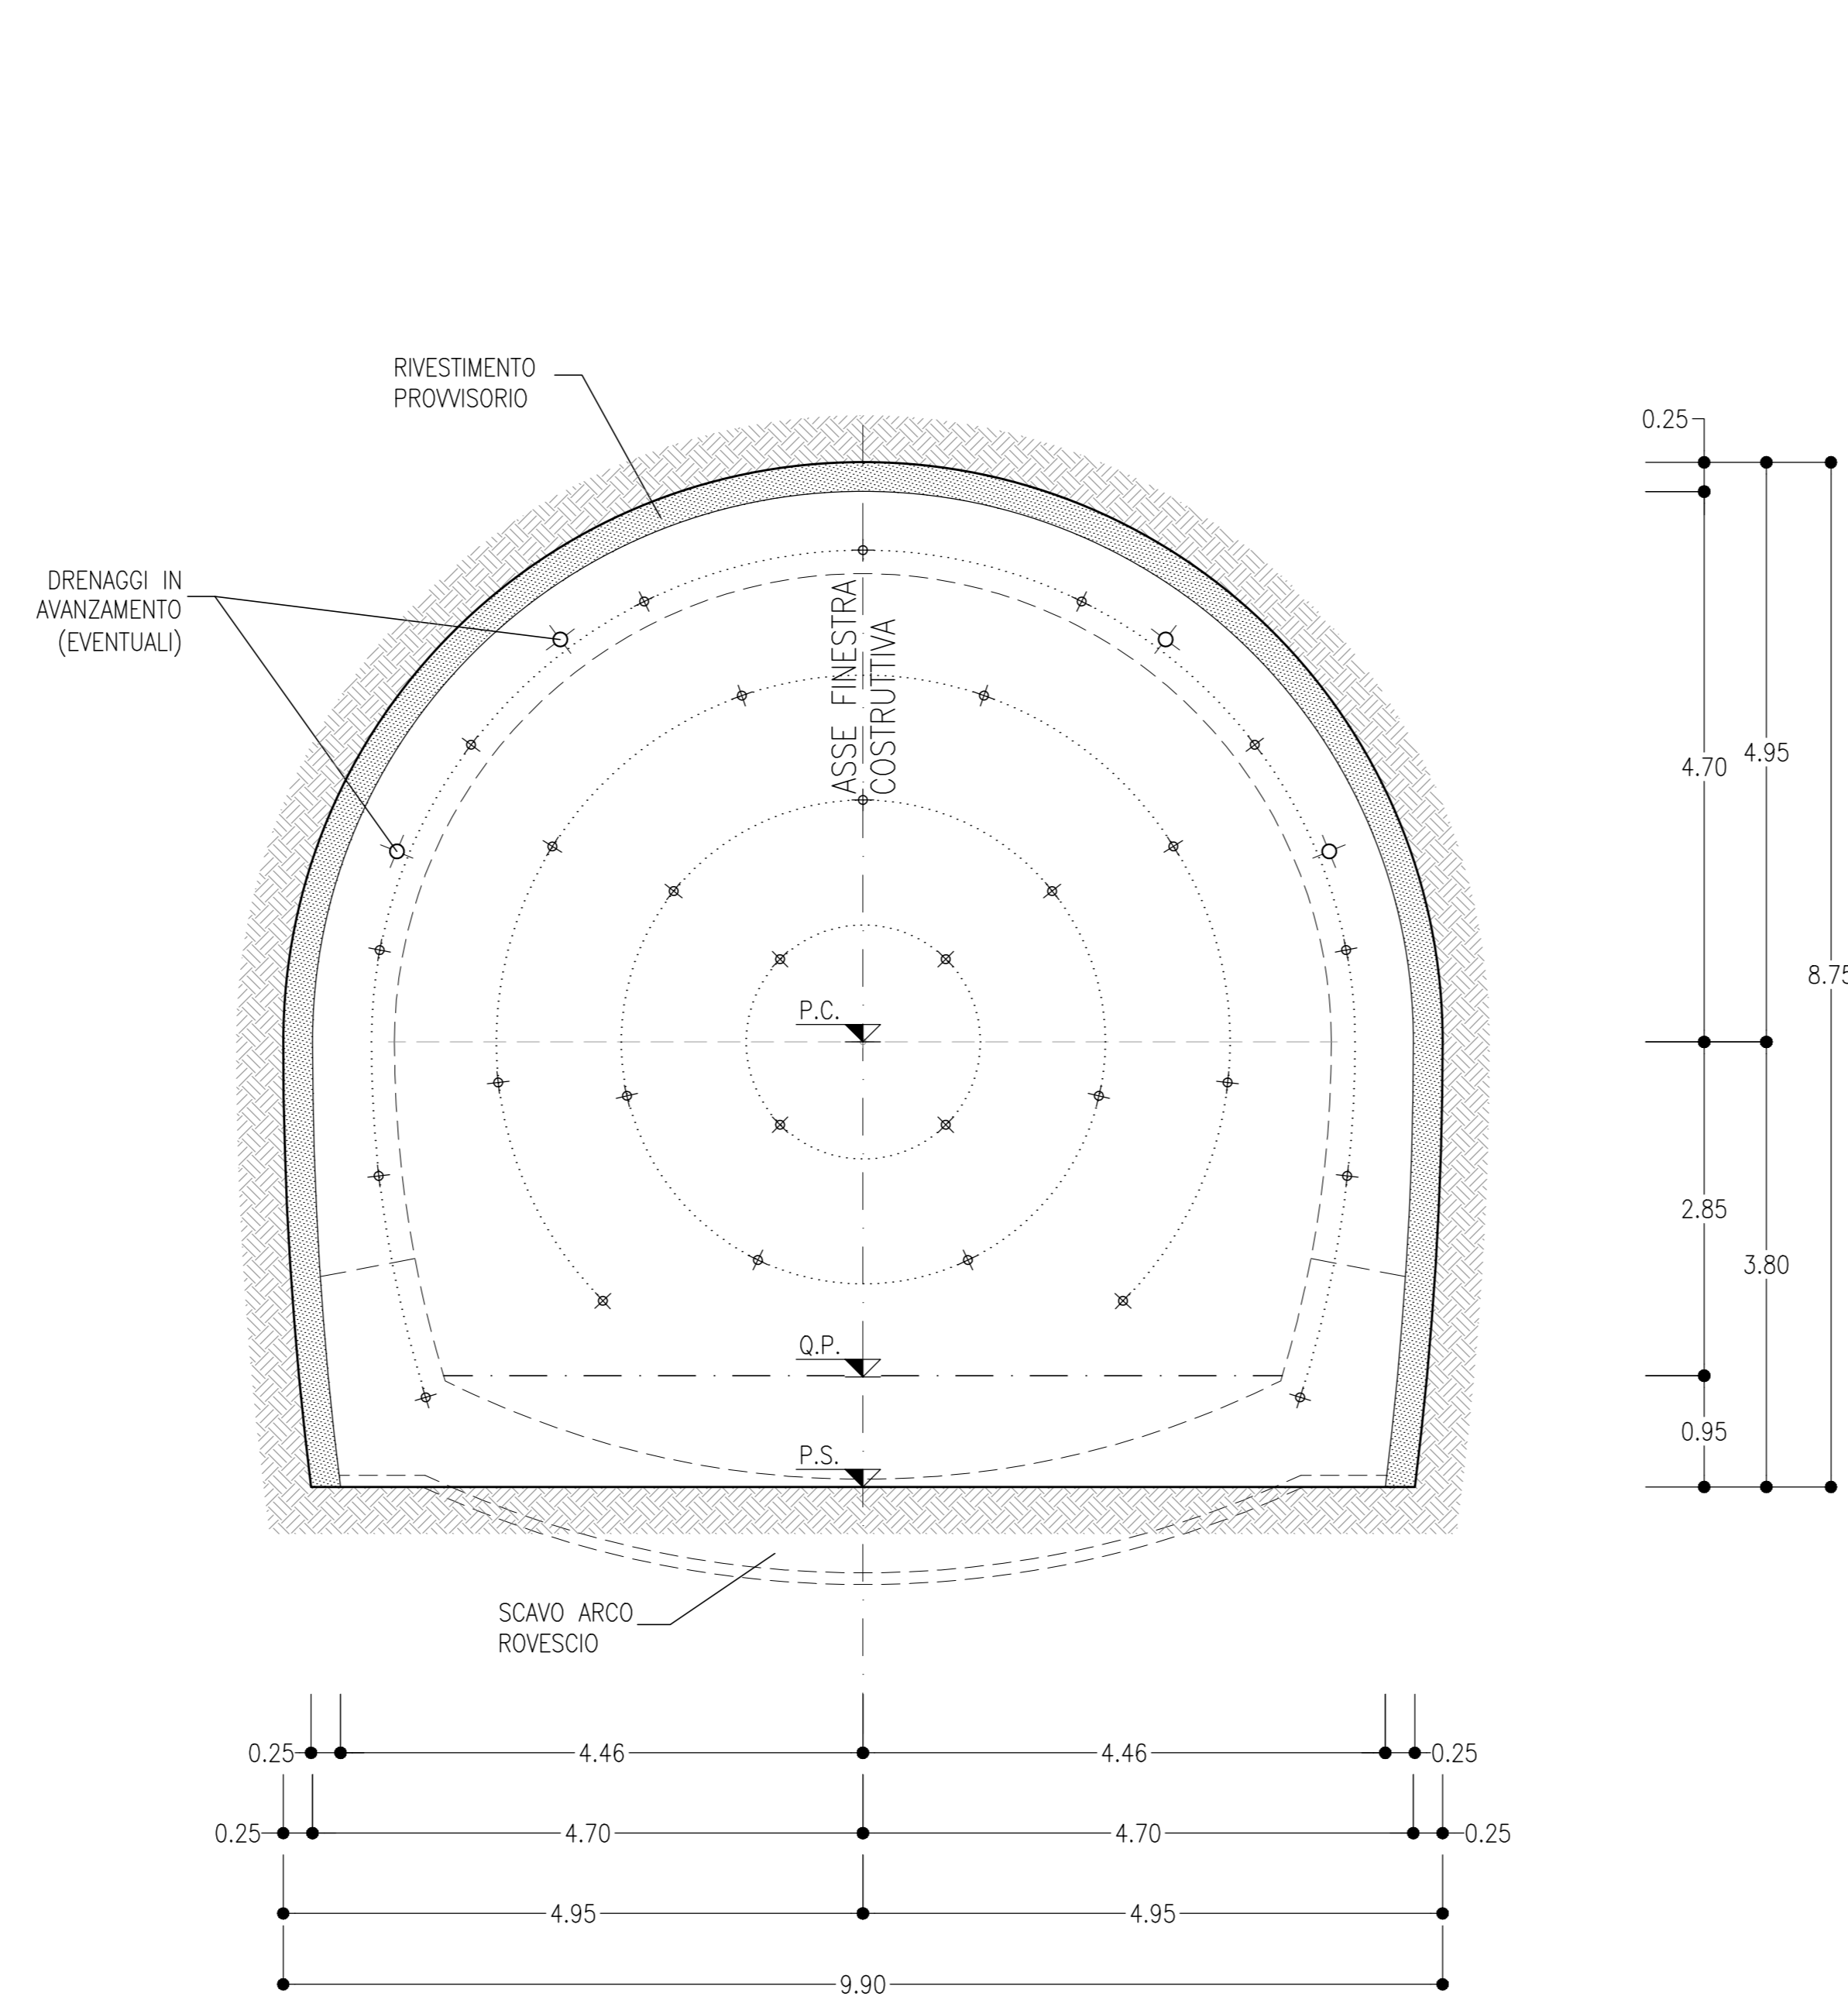 RIVESTIMENTO
PROVVISORIO
0.25
DRENAGGI IN
AVANZAMENTO
(EVENTUALI)
ASSE FINESTRA
COSTRUTTIVA
4.70
4.95
8.75
P.C.
2.85
3.80
Q.P.
0.95
P.S.
SCAVO ARCO
ROVESCIO
0.25 4.46 4.46 0.25
0.25 4.70 4.70 0.25
4.95 4.95
9.90